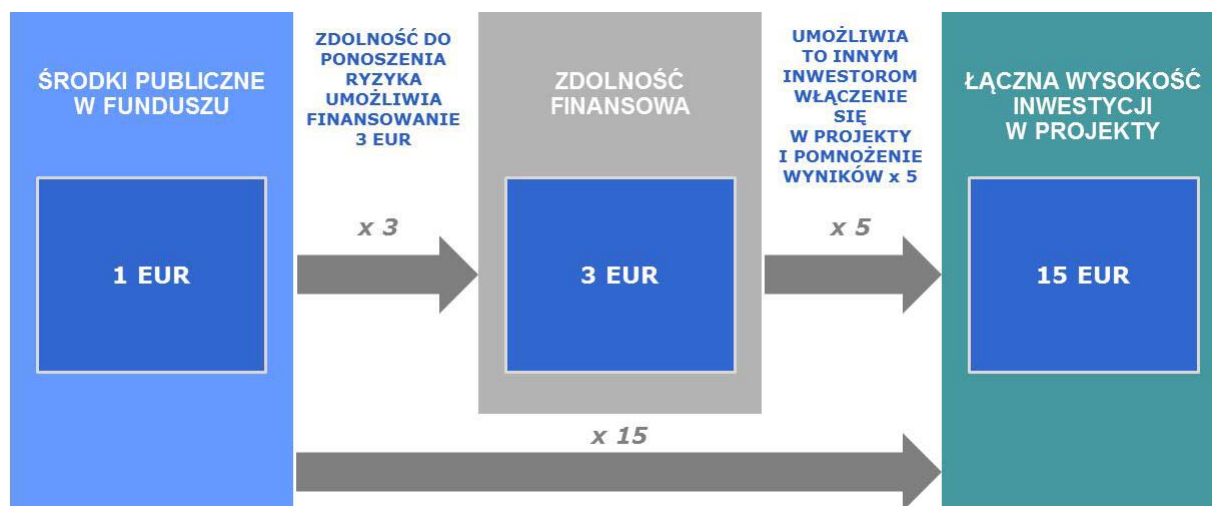 ŚRODKI PUBLICZNE
W FUNDUSZU
1 EUR
ZDOLNOŚĆ DO
PONOSZENIA
RYZYKA
UMOŻLIWIA
FINANSOWANIE
3 EUR
x 3
ZDOLNOŚĆ
FINANSOWA
3 EUR
UMOŻLIWIA
TO INNYM
INWESTOROM
WŁĄCZENIE
SIĘ
W PROJEKTY
I POMNOŻENIE
WYNIKÓW x 5
x 5
ŁĄCZNA WYSOKOŚĆ
INWESTYCJI
W PROJEKTY
15 EUR
x 15